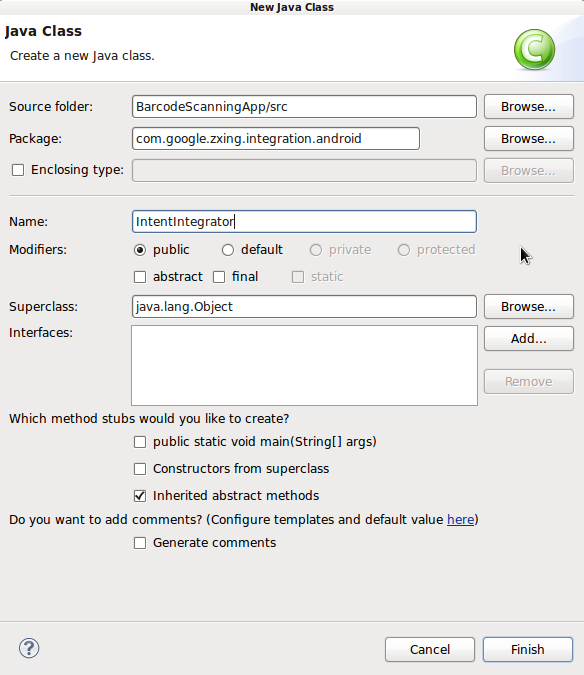 New Java Class
Java Class
Create a new Java class.
Source folder: BarcodeScanningApp/src Browse...
Package: com.google.zxing.integration.android Browse...
Enclosing type: Browse...
Name: IntentIntegrator
Modifiers: public default private protected
abstract final static
Superclass: java.lang.Object Browse...
Interfaces: Add...
Remove
Which method stubs would you like to create?
public static void main(String[] args)
Constructors from superclass
Inherited abstract methods
Do you want to add comments? (Configure templates and default value here)
Generate comments
? Cancel Finish